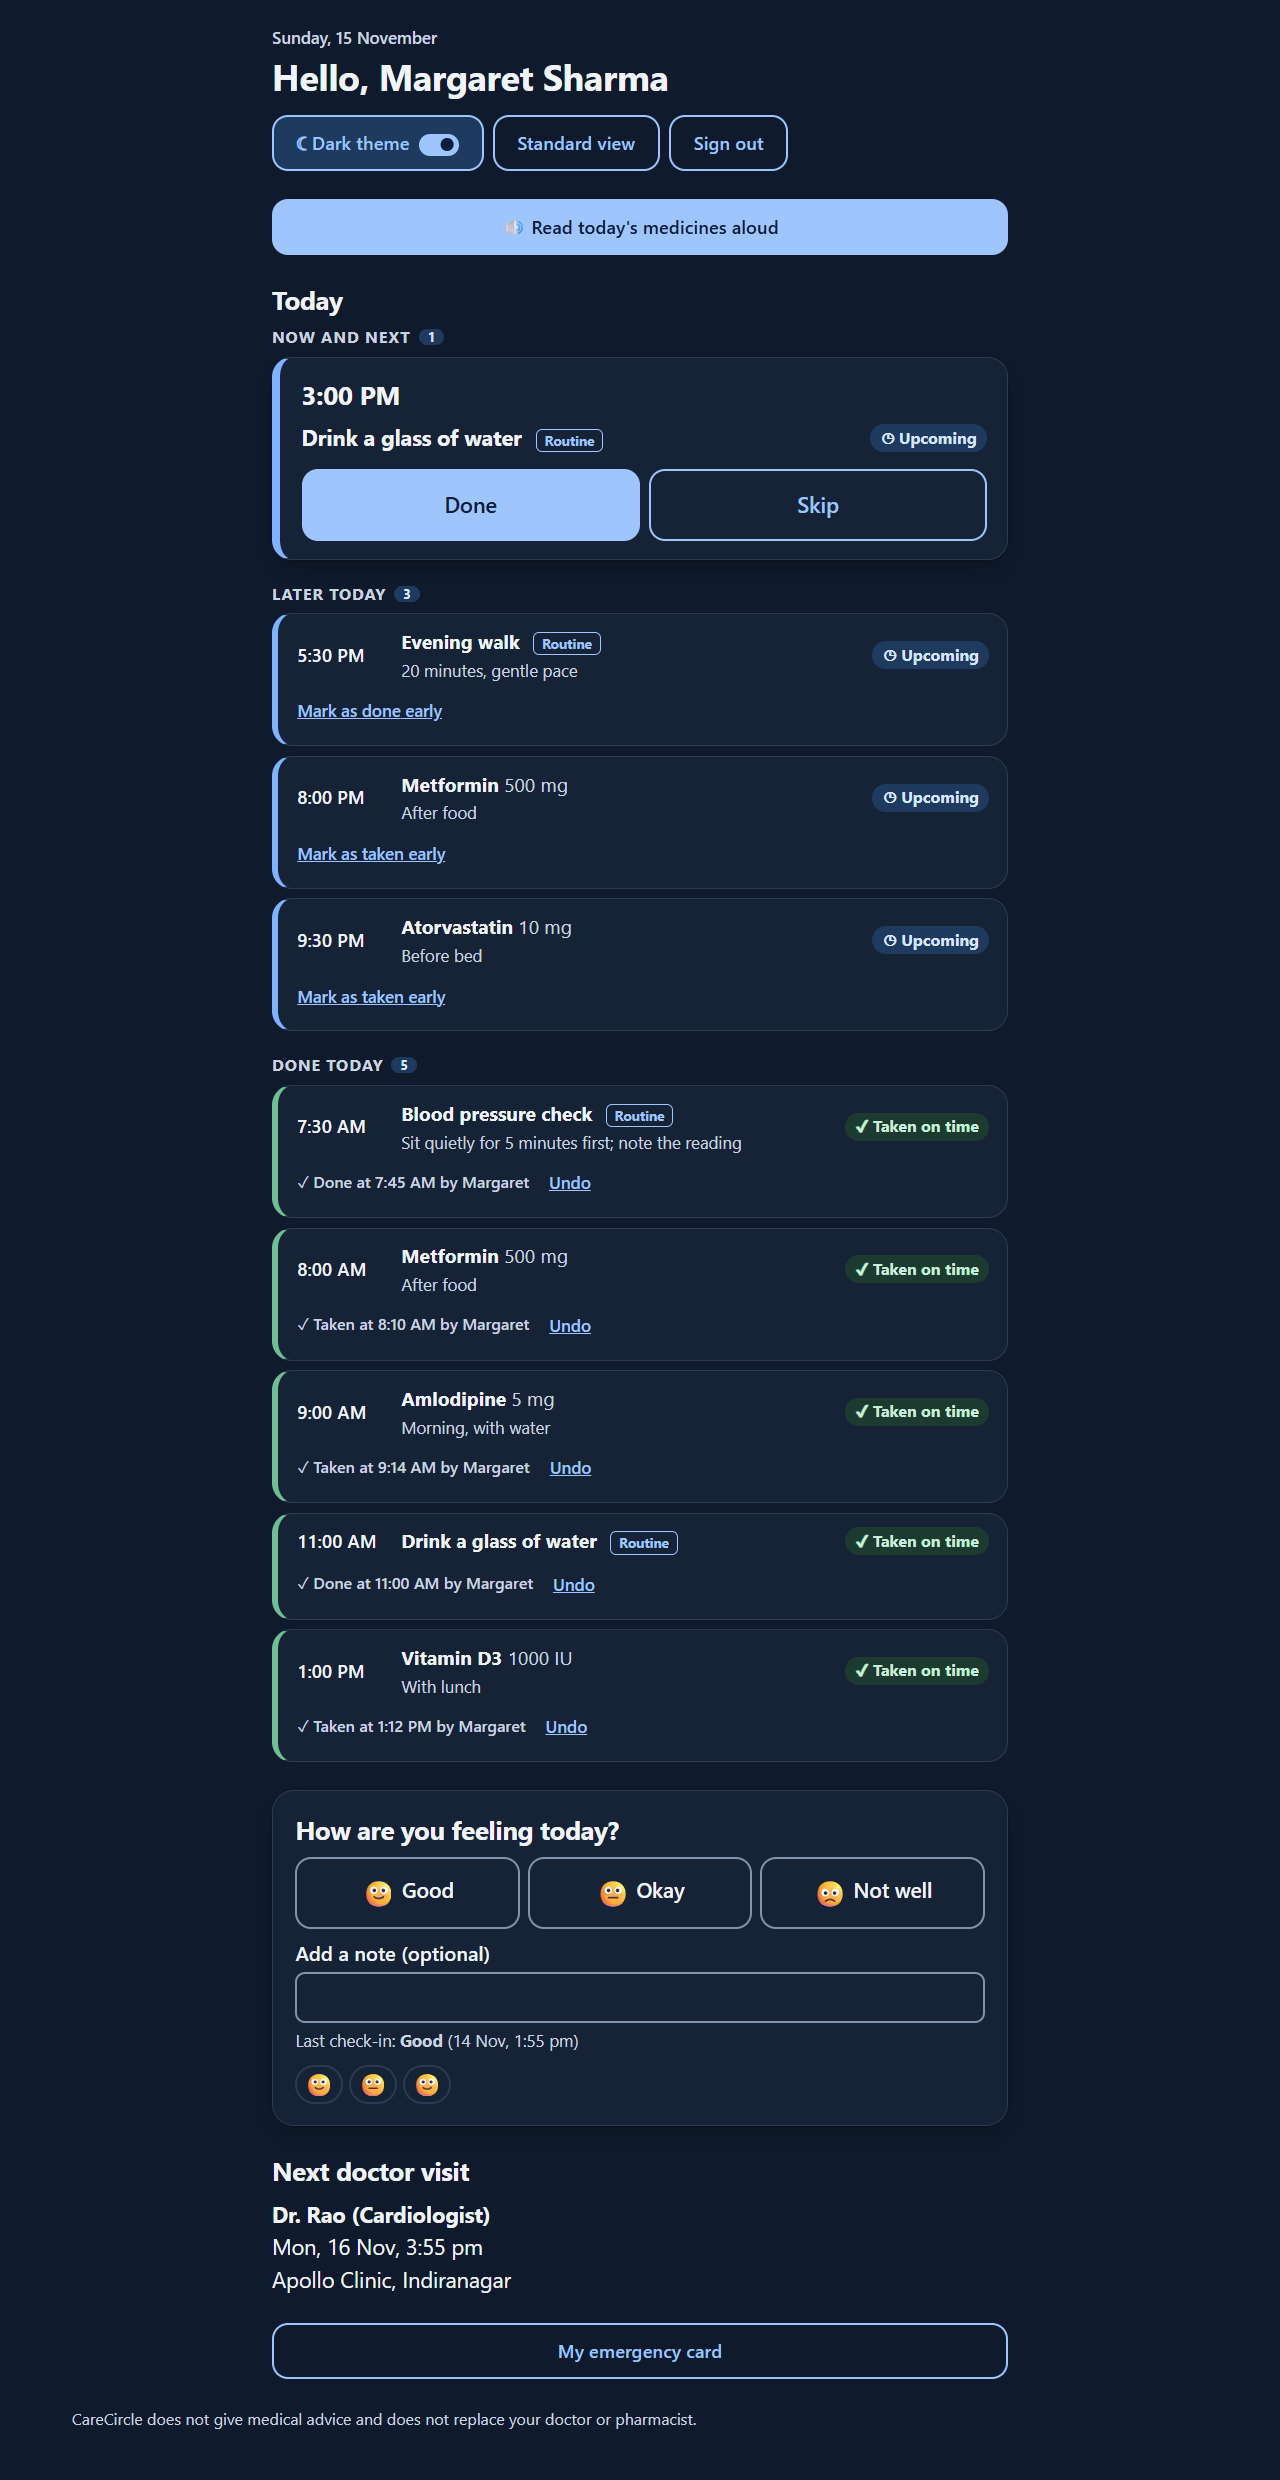 Sunday, 15 November
Hello, Margaret Sharma
Dark theme
Standard view
Sign out
Read today's medicines aloud
Today
NOW AND NEXT 1
3:00 PM
Drink a glass of water Routine Upcoming
Done
Skip
LATER TODAY 3
5:30 PM Evening walk Routine Upcoming
20 minutes, gentle pace
Mark as done early
8:00 PM Metformin 500 mg Upcoming
After food
Mark as taken early
9:30 PM Atorvastatin 10 mg Upcoming
Before bed
Mark as taken early
DONE TODAY 5
7:30 AM Blood pressure check Routine ✓ Taken on time
Sit quietly for 5 minutes first; note the reading
✓ Done at 7:45 AM by Margaret Undo
8:00 AM Metformin 500 mg ✓ Taken on time
After food
✓ Taken at 8:10 AM by Margaret Undo
9:00 AM Amlodipine 5 mg ✓ Taken on time
Morning, with water
✓ Taken at 9:14 AM by Margaret Undo
11:00 AM Drink a glass of water Routine ✓ Taken on time
✓ Done at 11:00 AM by Margaret Undo
1:00 PM Vitamin D3 1000 IU ✓ Taken on time
With lunch
✓ Taken at 1:12 PM by Margaret Undo
How are you feeling today?
Good
Okay
Not well
Add a note (optional)
Last check-in: Good (14 Nov, 1:55 pm)
Next doctor visit
Dr. Rao (Cardiologist)
Mon, 16 Nov, 3:55 pm
Apollo Clinic, Indiranagar
My emergency card
CareCircle does not give medical advice and does not replace your doctor or pharmacist.